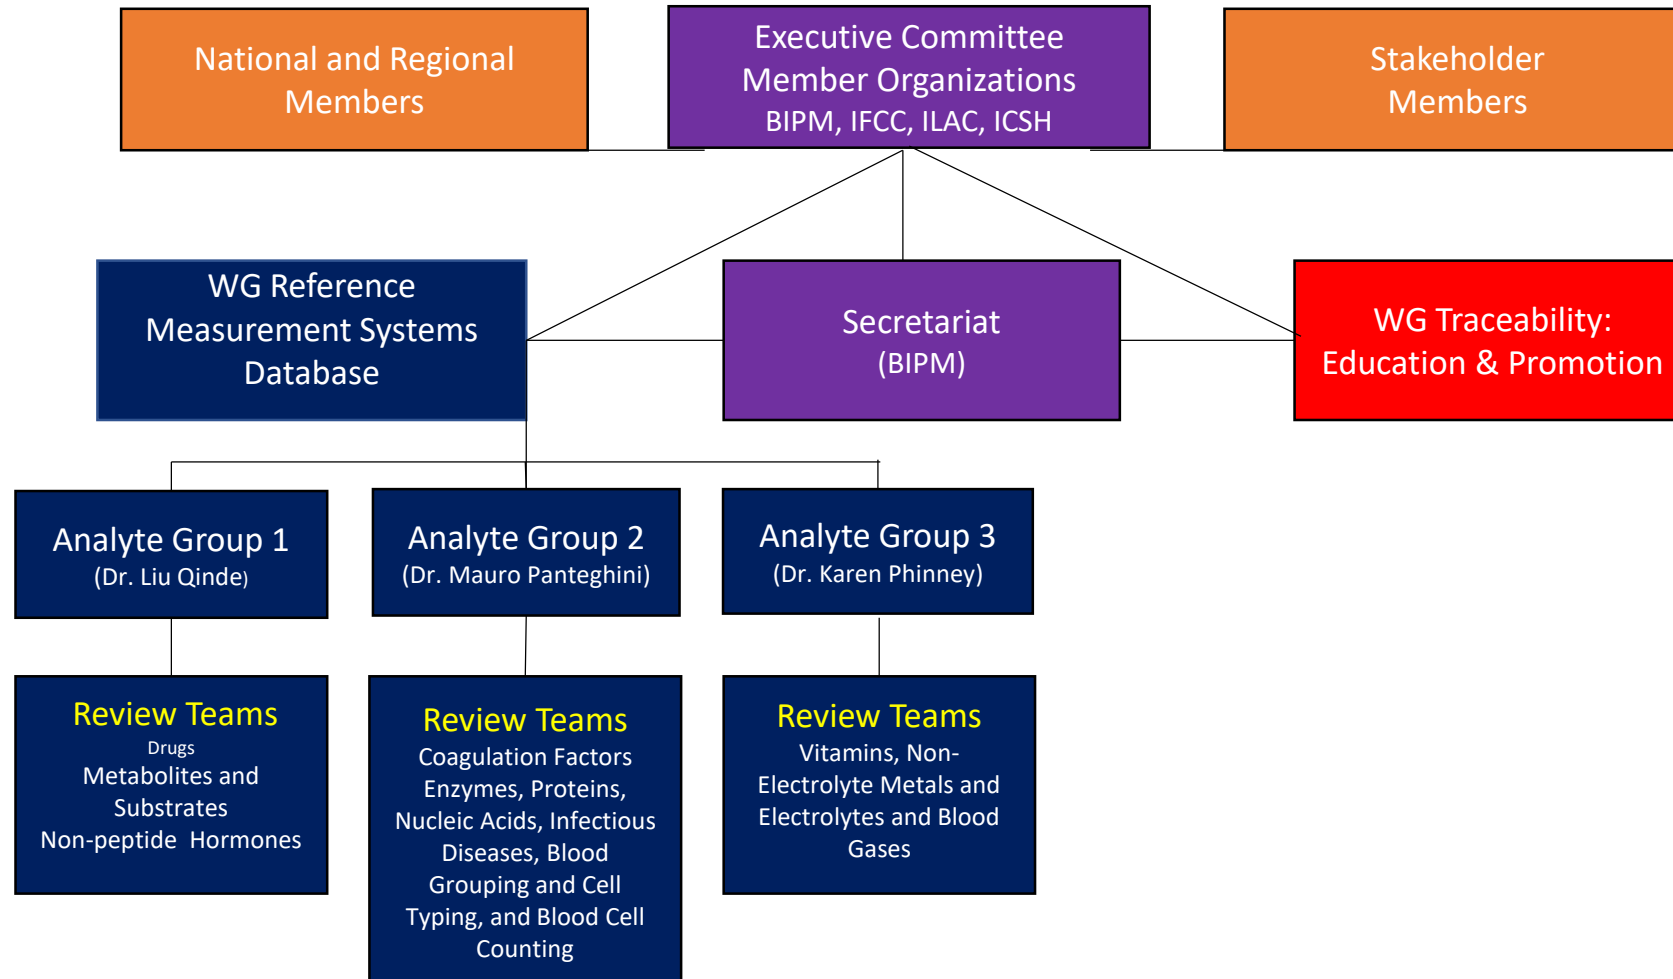 National and Regional
Members
Executive Committee
Member Organizations
BIPM, IFCC, ILAC, ICSH
Stakeholder
Members
WG Reference
Measurement Systems
Database
Secretariat
(BIPM)
WG Traceability:
Education & Promotion
Analyte Group 1
(Dr. Liu Qinde)
Analyte Group 2
(Dr. Mauro Panteghini)
Analyte Group 3
(Dr. Karen Phinney)
Review Teams
Drugs
Metabolites and
Substrates
Non-peptide Hormones
Review Teams
Coagulation Factors
Enzymes, Proteins,
Nucleic Acids, Infectious
Diseases, Blood
Grouping and Cell
Typing, and Blood Cell
Counting
Review Teams
Vitamins, Non-
Electrolyte Metals and
Electrolytes and Blood
Gases